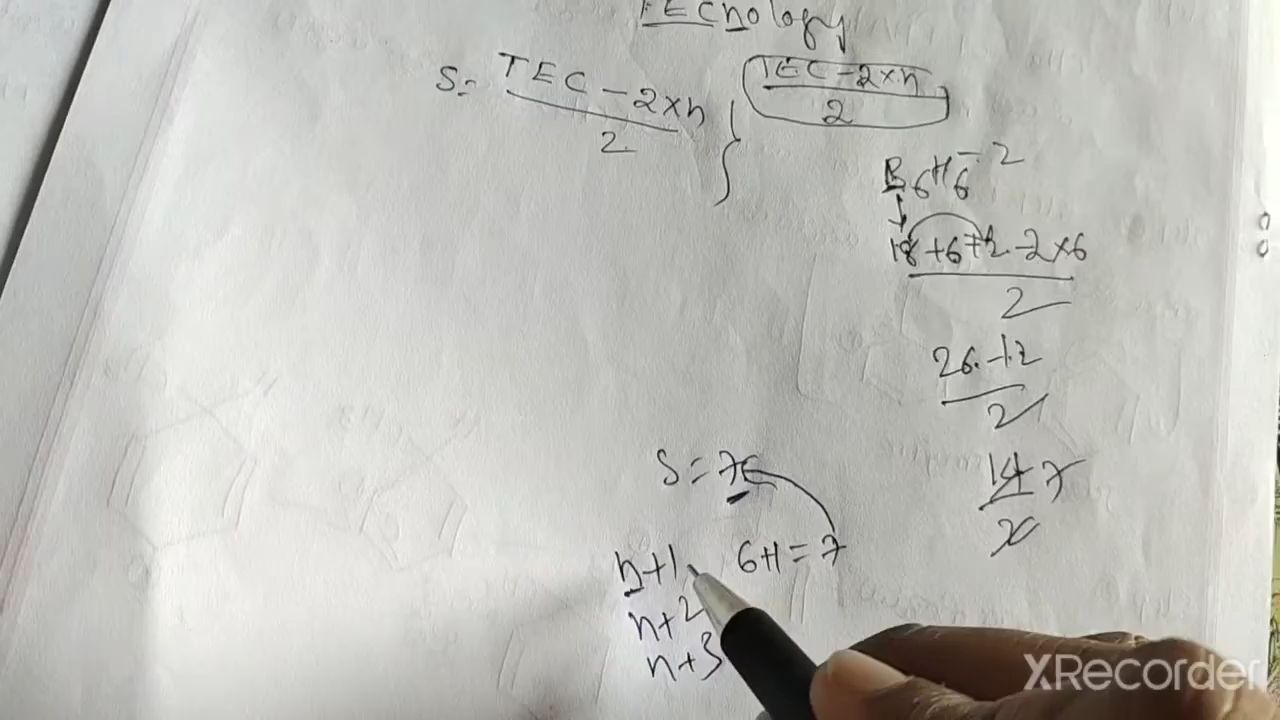 TECnology
S= TEC-2×n
2
TEC-2×n
2
B6H6-2
18+6+2-2×6
2
26-12
2
S=7
14 7
2
n+1 6+1=7
n+2
n+3
XRecorder